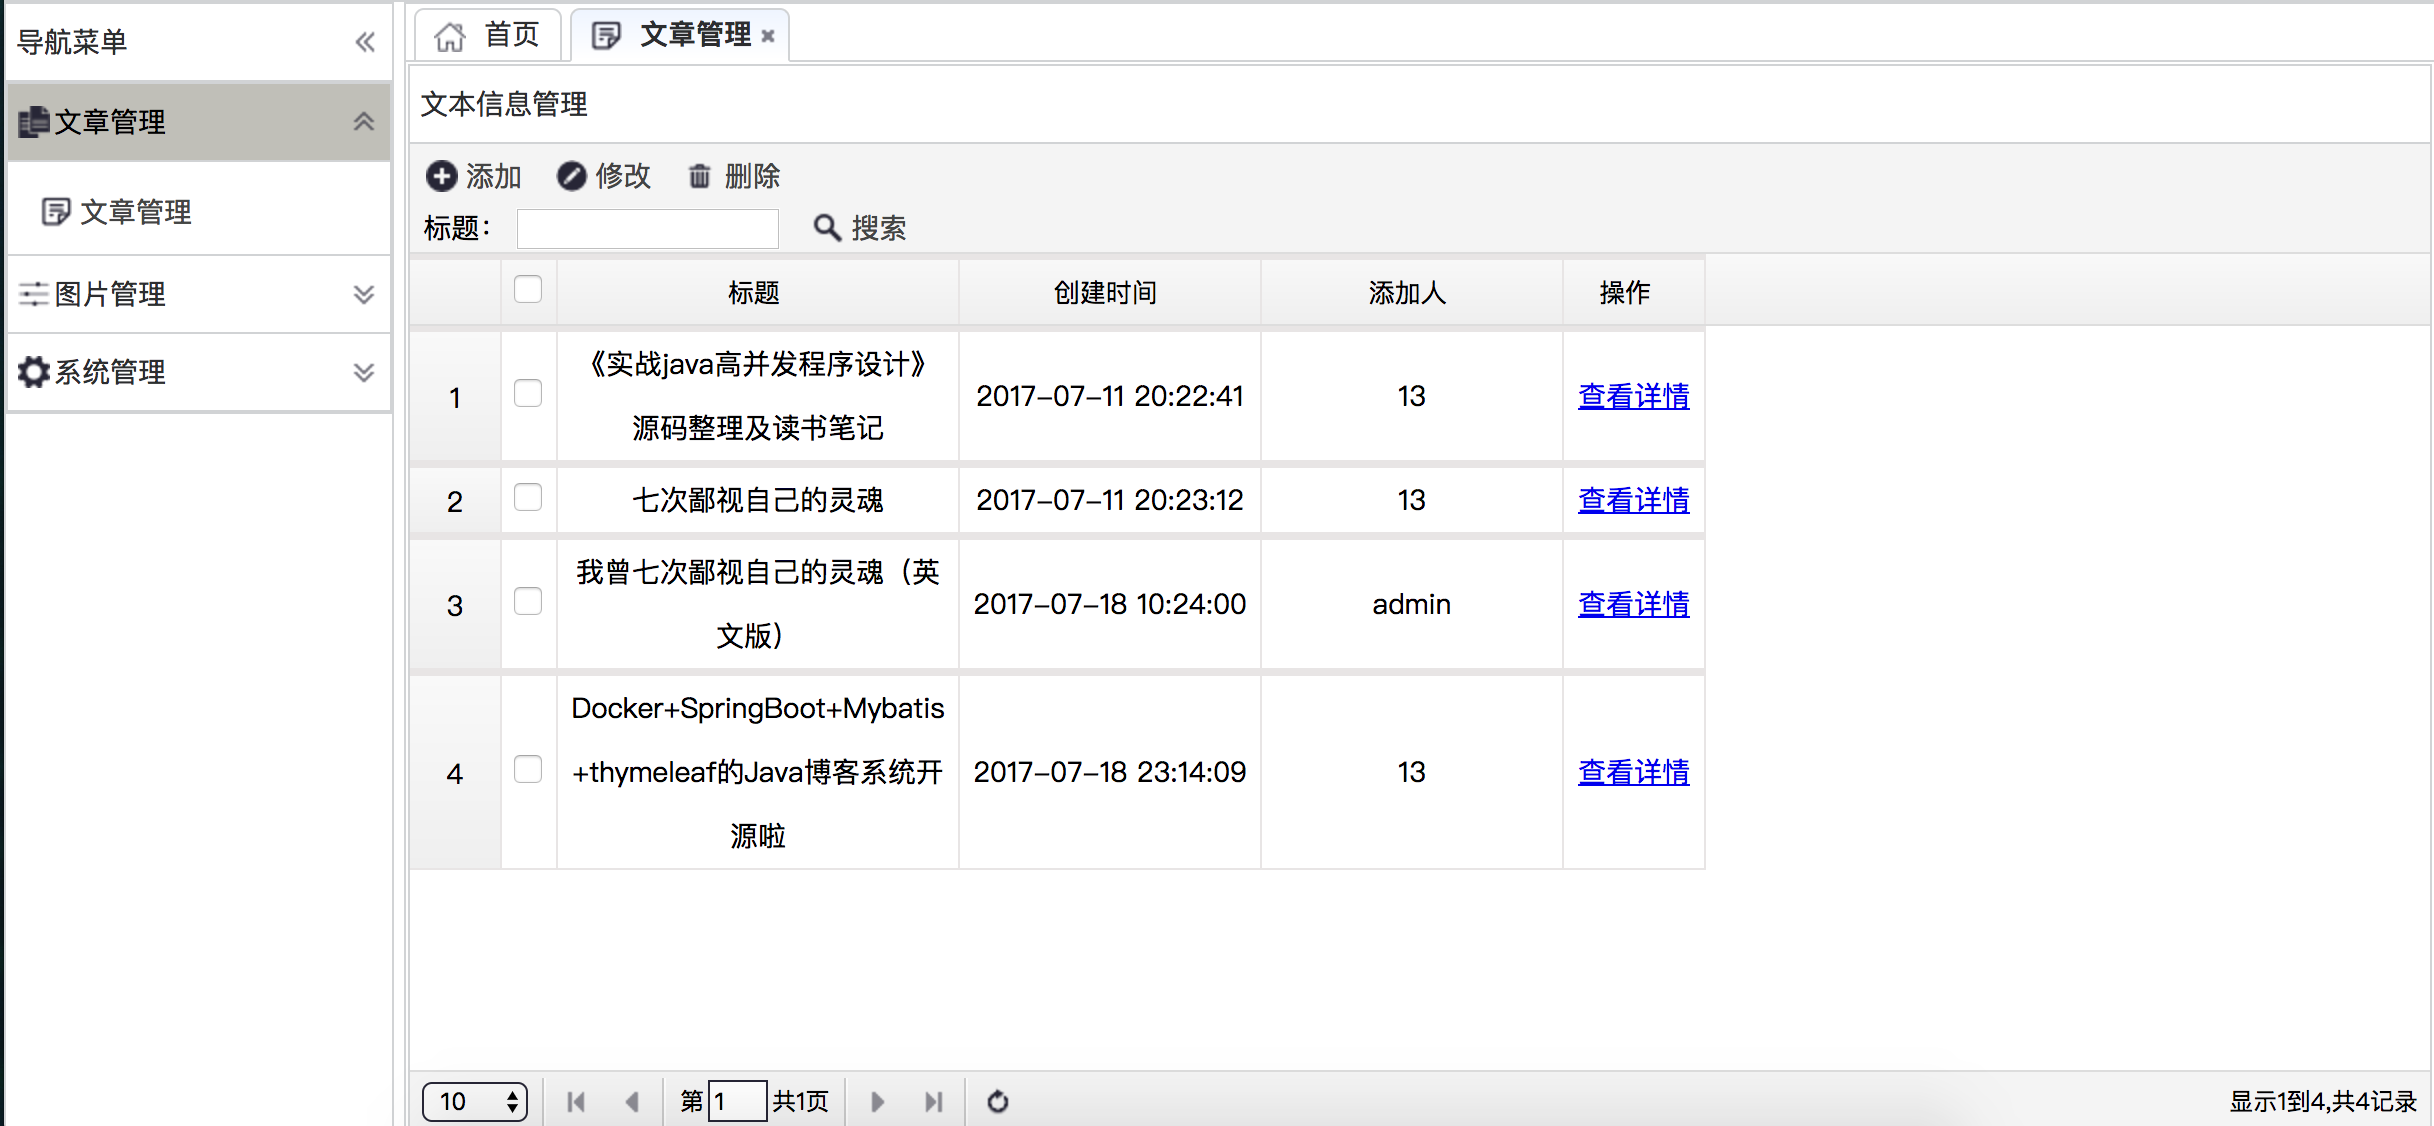 导航菜单
文章管理
文章管理
图片管理
系统管理
首页
文章管理
文本信息管理
添加 修改 删除
标题： 搜索
标题 创建时间 添加人 操作
1 《实战java高并发程序设计》 2017-07-11 20:22:41 13 查看详情
源码整理及读书笔记
2 七次鄙视自己的灵魂 2017-07-11 20:23:12 13 查看详情
3 我曾七次鄙视自己的灵魂（英 2017-07-18 10:24:00 admin 查看详情
文版）
4 Docker+SpringBoot+Mybatis 2017-07-18 23:14:09 13 查看详情
+thymeleaf的Java博客系统开
源啦
10 第 1 共1页 显示1到4,共4记录